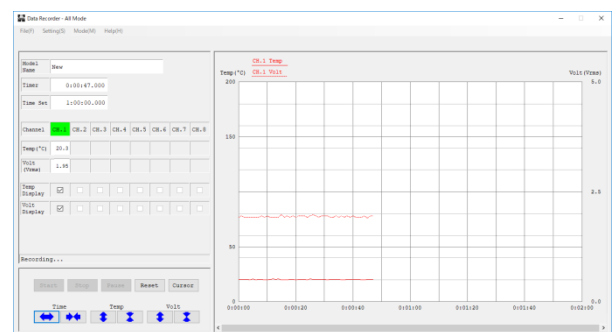 Data Recorder - All Mode
File(F) Setting(S) Mode(M) Help(H)
Model Name New
Timer 0:00:47.000
Time Set 1:00:00.000
Channel CH.1 CH.2 CH.3 CH.4 CH.5 CH.6 CH.7 CH.8
Temp(°C) 20.3
Volt (Vrms) 1.95
Temp Display
Volt Display
Recording...
Start Stop Pause Reset Cursor
Time Temp Volt
CH.1 Temp
Temp(°C) CH.1 Volt Volt(Vrms)
200 5.0
150
2.5
50
0 0.0
0:00:00 0:00:20 0:00:40 0:01:00 0:01:20 0:01:40 0:02:00